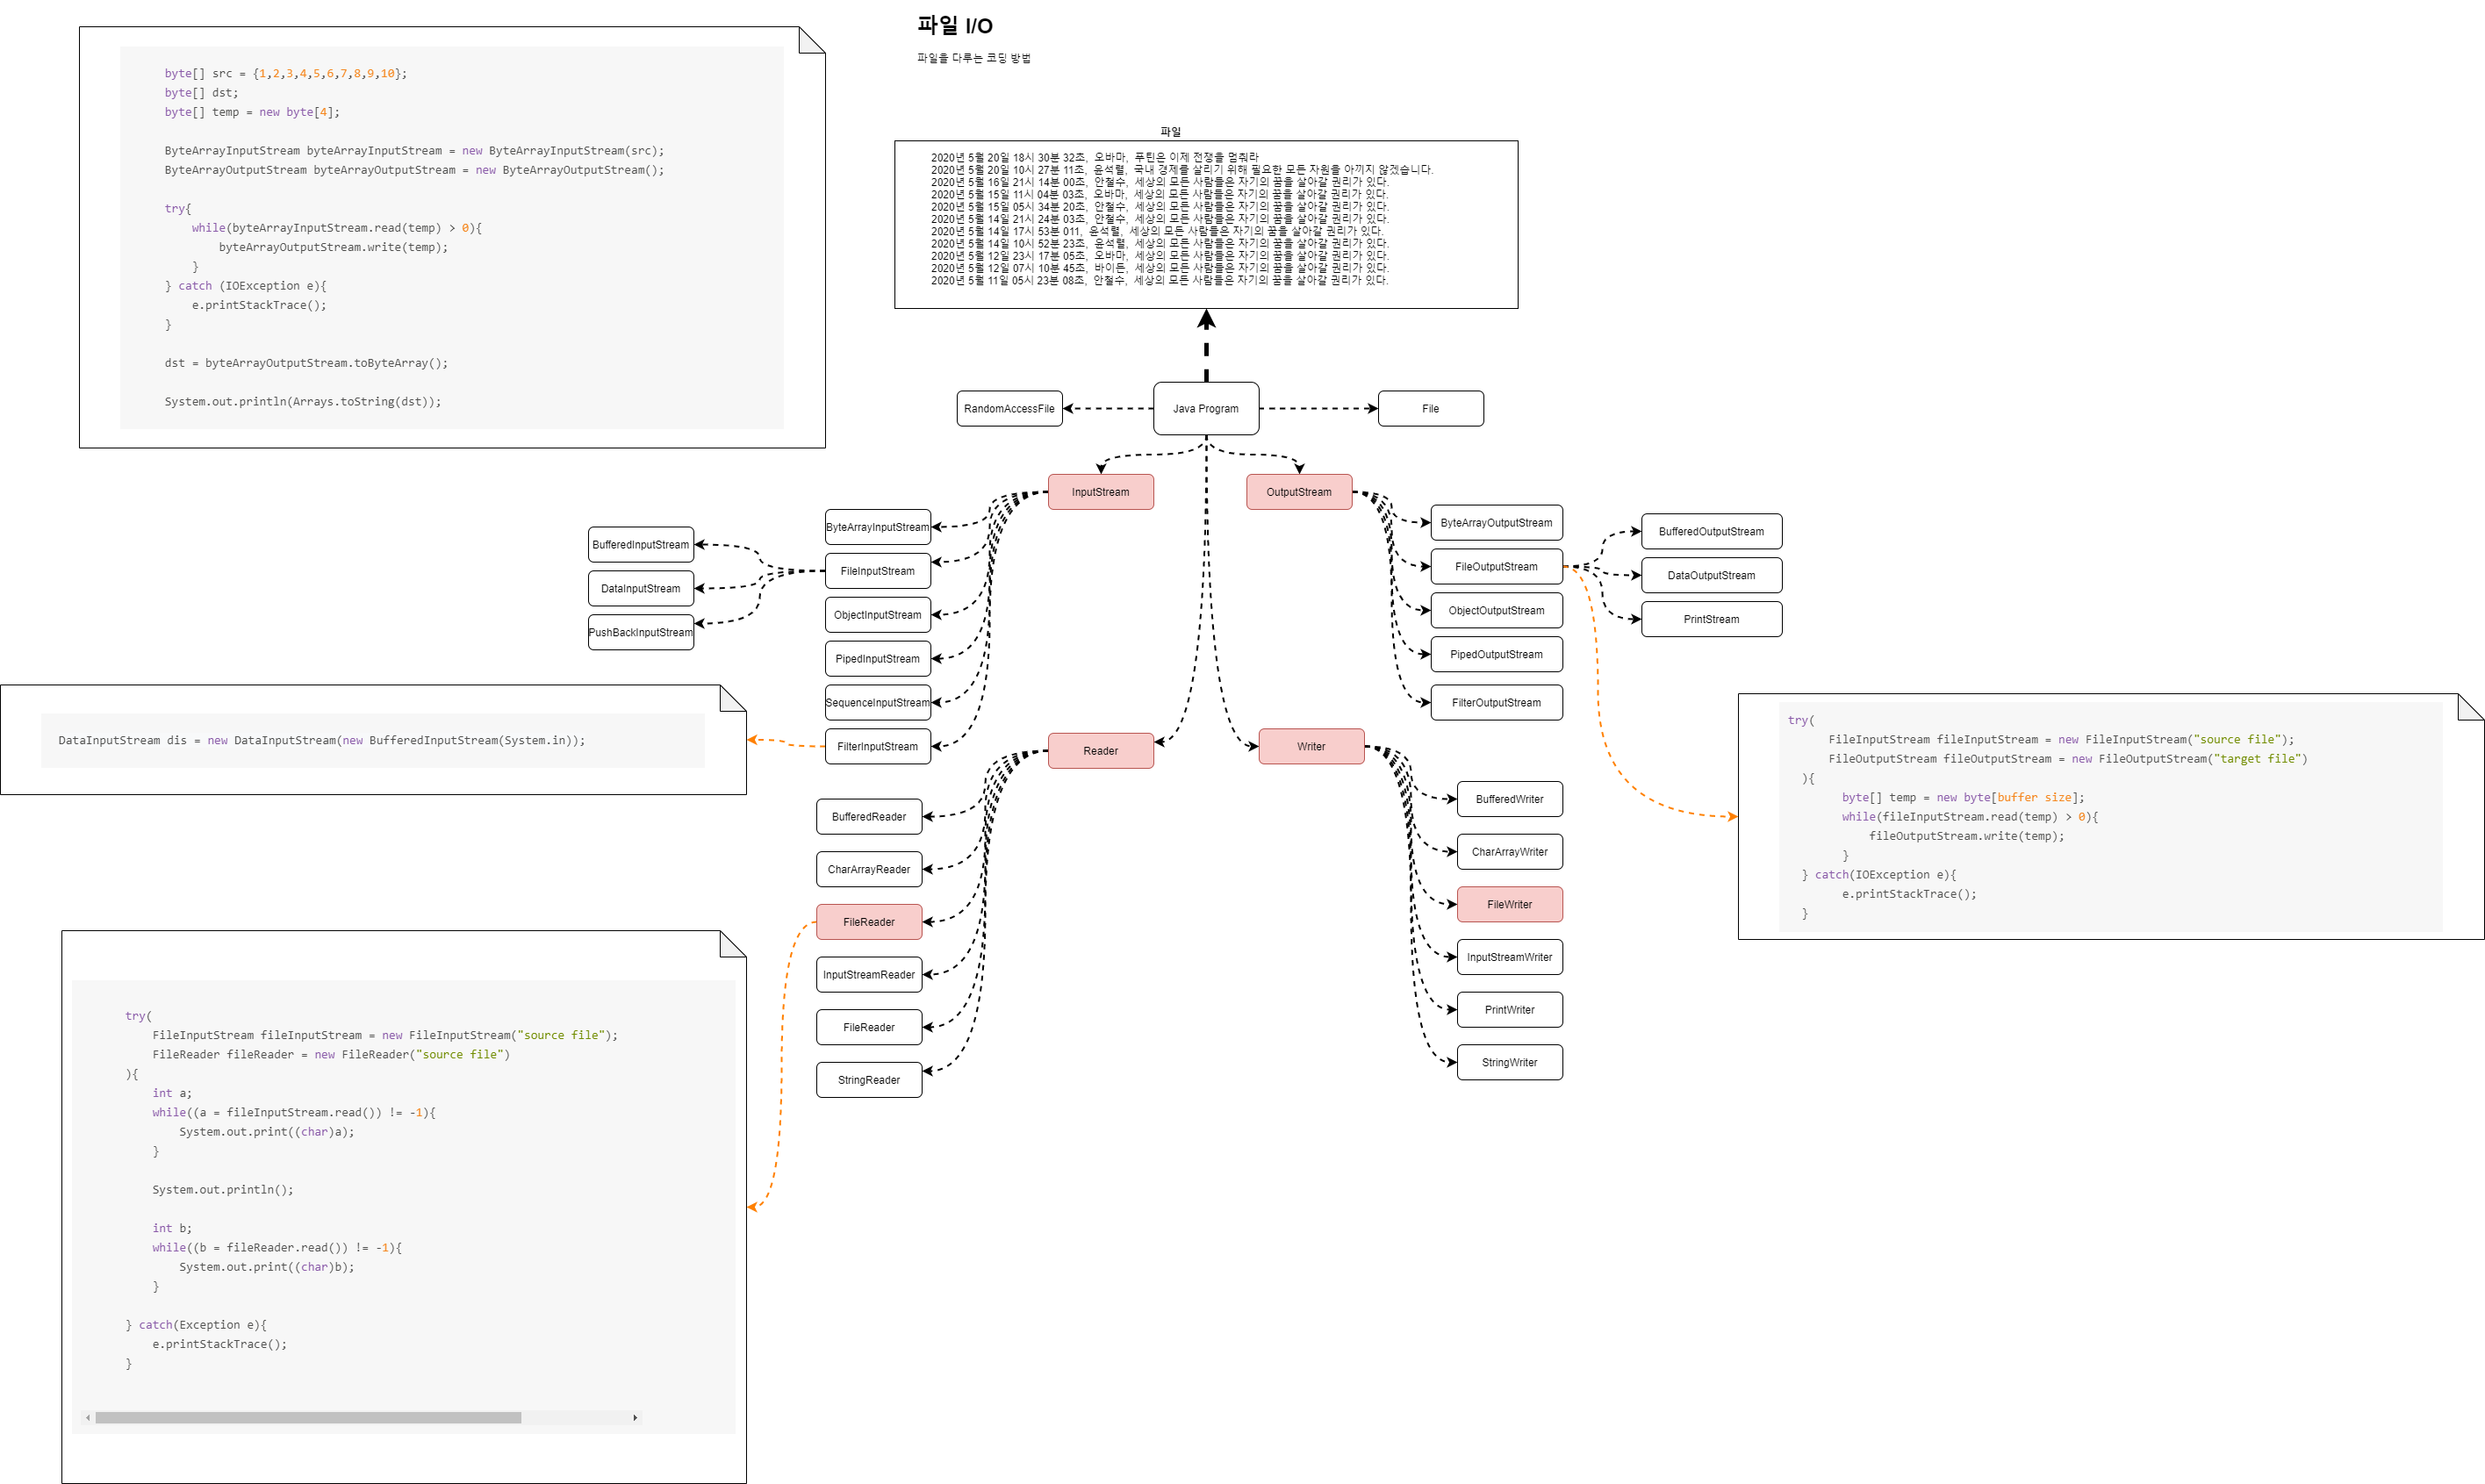 파일 I/O
파일을 다루는 코딩 방법
byte[] src = {1,2,3,4,5,6,7,8,9,10};
byte[] dst;
byte[] temp = new byte[4];
ByteArrayInputStream byteArrayInputStream = new ByteArrayInputStream(src);
ByteArrayOutputStream byteArrayOutputStream = new ByteArrayOutputStream();
try{
while(byteArrayInputStream.read(temp) > 0){
byteArrayOutputStream.write(temp);
}
} catch (IOException e){
e.printStackTrace();
}
dst = byteArrayOutputStream.toByteArray();
System.out.println(Arrays.toString(dst));
파일
2020년 5월 20일 18시 30분 32초, 오바마, 푸틴은 이제 전쟁을 멈춰라
2020년 5월 20일 10시 27분 11초, 윤석렬, 국내 경제를 살리기 위해 필요한 모든 자원을 아끼지 않겠습니다.
2020년 5월 16일 21시 14분 00초, 안철수, 세상의 모든 사람들은 자기의 꿈을 살아갈 권리가 있다.
2020년 5월 15일 11시 04분 03초, 오바마, 세상의 모든 사람들은 자기의 꿈을 살아갈 권리가 있다.
2020년 5월 15일 05시 34분 20초, 안철수, 세상의 모든 사람들은 자기의 꿈을 살아갈 권리가 있다.
2020년 5월 14일 21시 24분 03초, 안철수, 세상의 모든 사람들은 자기의 꿈을 살아갈 권리가 있다.
2020년 5월 14일 17시 53분 011, 윤석렬, 세상의 모든 사람들은 자기의 꿈을 살아갈 권리가 있다.
2020년 5월 14일 10시 52분 23초, 윤석렬, 세상의 모든 사람들은 자기의 꿈을 살아갈 권리가 있다.
2020년 5월 12일 23시 17분 05초, 오바마, 세상의 모든 사람들은 자기의 꿈을 살아갈 권리가 있다.
2020년 5월 12일 07시 10분 45초, 바이든, 세상의 모든 사람들은 자기의 꿈을 살아갈 권리가 있다.
2020년 5월 11일 05시 23분 08초, 안철수, 세상의 모든 사람들은 자기의 꿈을 살아갈 권리가 있다.
RandomAccessFile
Java Program
File
InputStream
OutputStream
ByteArrayInputStream
FileInputStream
ObjectInputStream
PipedInputStream
SequenceInputStream
FilterInputStream
BufferedInputStream
DataInputStream
PushBackInputStream
ByteArrayOutputStream
FileOutputStream
ObjectOutputStream
PipedOutputStream
FilterOutputStream
BufferedOutputStream
DataOutputStream
PrintStream
DataInputStream dis = new DataInputStream(new BufferedInputStream(System.in));
Reader
Writer
BufferedReader
CharArrayReader
FileReader
InputStreamReader
FileReader
StringReader
BufferedWriter
CharArrayWriter
FileWriter
InputStreamWriter
PrintWriter
StringWriter
try(
FileInputStream fileInputStream = new FileInputStream("source file");
FileOutputStream fileOutputStream = new FileOutputStream("target file")
){
byte[] temp = new byte[buffer size];
while(fileInputStream.read(temp) > 0){
fileOutputStream.write(temp);
}
} catch(IOException e){
e.printStackTrace();
}
try(
FileInputStream fileInputStream = new FileInputStream("source file");
FileReader fileReader = new FileReader("source file")
){
int a;
while((a = fileInputStream.read()) != -1){
System.out.print((char)a);
}
System.out.println();
int b;
while((b = fileReader.read()) != -1){
System.out.print((char)b);
}
} catch(Exception e){
e.printStackTrace();
}